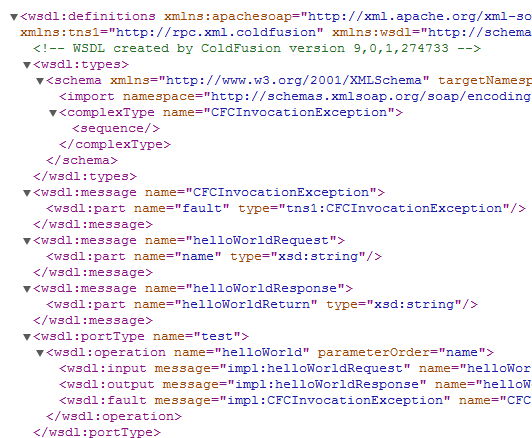 <wsdl:definitions xmlns:apachesoap="http://xml.apache.org/xml-so
xmlns:tns1="http://rpc.xml.coldfusion" xmlns:wsdl="http://schema
<!-- WSDL created by ColdFusion version 9,0,1,274733 -->
<wsdl:types>
<schema xmlns="http://www.w3.org/2001/XMLSchema" targetNamesp
<import namespace="http://schemas.xmlsoap.org/soap/encoding
<complexType name="CFCInvocationException">
<sequence/>
</complexType>
</schema>
</wsdl:types>
<wsdl:message name="CFCInvocationException">
<wsdl:part name="fault" type="tns1:CFCInvocationException"/>
</wsdl:message>
<wsdl:message name="helloWorldRequest">
<wsdl:part name="name" type="xsd:string"/>
</wsdl:message>
<wsdl:message name="helloWorldResponse">
<wsdl:part name="helloWorldReturn" type="xsd:string"/>
</wsdl:message>
<wsdl:portType name="test">
<wsdl:operation name="helloWorld" parameterOrder="name">
<wsdl:input message="impl:helloWorldRequest" name="helloWor
<wsdl:output message="impl:helloWorldResponse" name="hellow
<wsdl:fault message="impl:CFCInvocationException" name="CFC
</wsdl:operation>
</wsdl:portType>